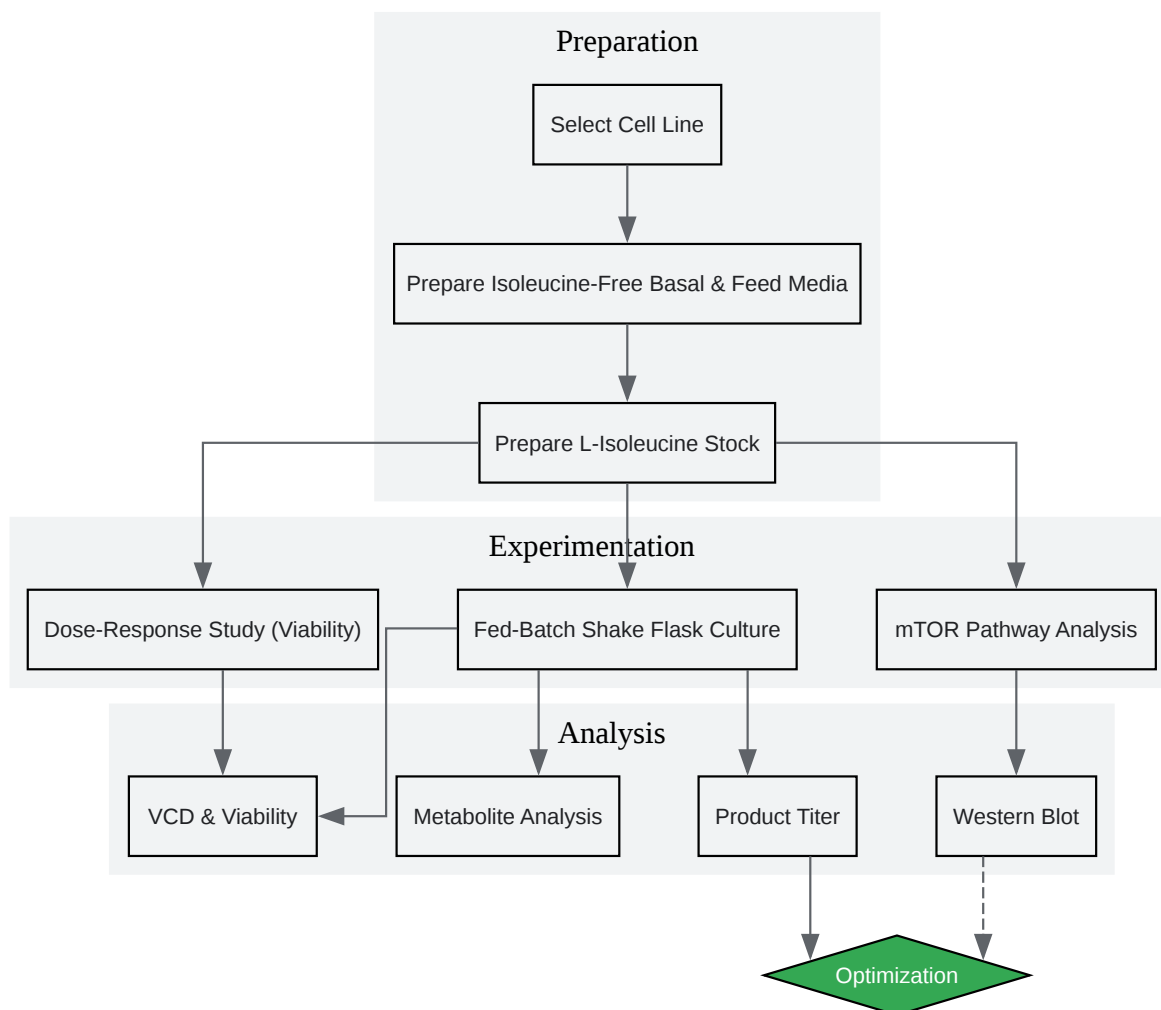 Preparation
Select Cell Line
Prepare Isoleucine-Free Basal & Feed Media
Prepare L-Isoleucine Stock
Experimentation
Dose-Response Study (Viability)
Fed-Batch Shake Flask Culture
mTOR Pathway Analysis
Analysis
VCD & Viability
Metabolite Analysis
Product Titer
Western Blot
Optimization